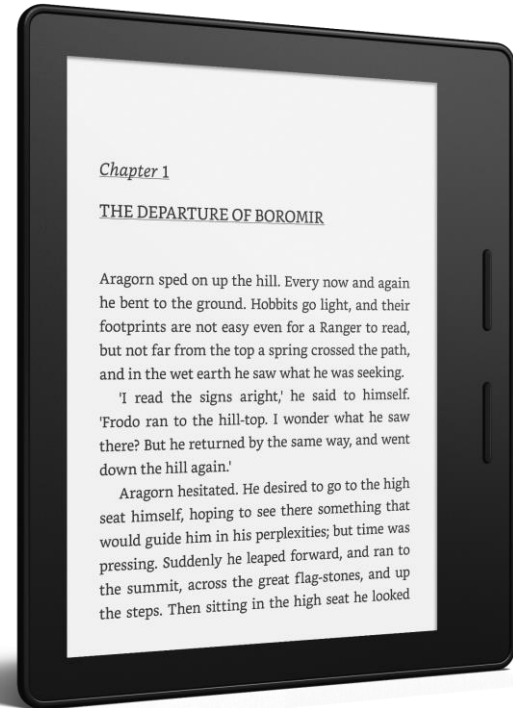 Chapter 1
THE DEPARTURE OF BOROMIR
Aragorn sped on up the hill. Every now and again
he bent to the ground. Hobbits go light, and their
footprints are not easy even for a Ranger to read,
but not far from the top a spring crossed the path,
and in the wet earth he saw what he was seeking.
'I read the signs aright,' he said to himself.
'Frodo ran to the hill-top. I wonder what he saw
there? But he returned by the same way, and went
down the hill again.'
Aragorn hesitated. He desired to go to the high
seat himself, hoping to see there something that
would guide him in his perplexities; but time was
pressing. Suddenly he leaped forward, and ran to
the summit, across the great flag-stones, and up
the steps. Then sitting in the high seat he looked